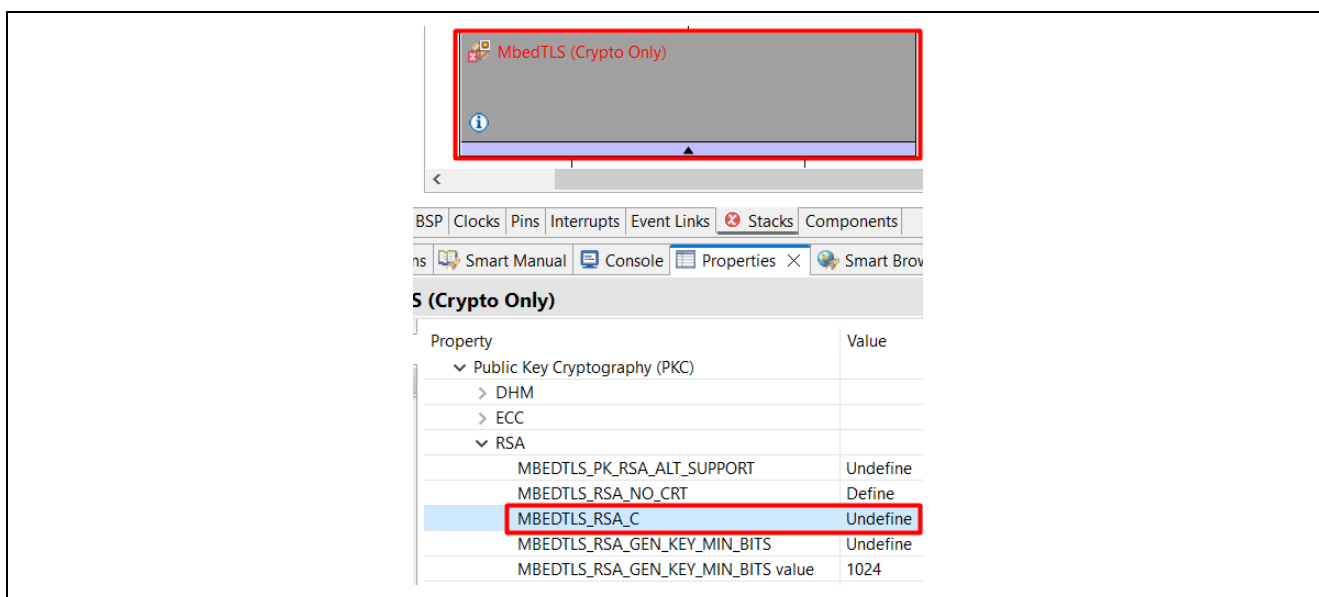 MbedTLS (Crypto Only)
BSP Clocks Pins Interrupts Event Links Stacks Components
ns Smart Manual Console Properties Smart Brow
S (Crypto Only)
Property Value
Public Key Cryptography (PKC)
DHM
ECC
RSA
MBEDTLS_PK_RSA_ALT_SUPPORT Undefine
MBEDTLS_RSA_NO_CRT Define
MBEDTLS_RSA_C Undefine
MBEDTLS_RSA_GEN_KEY_MIN_BITS Undefine
MBEDTLS_RSA_GEN_KEY_MIN_BITS value 1024